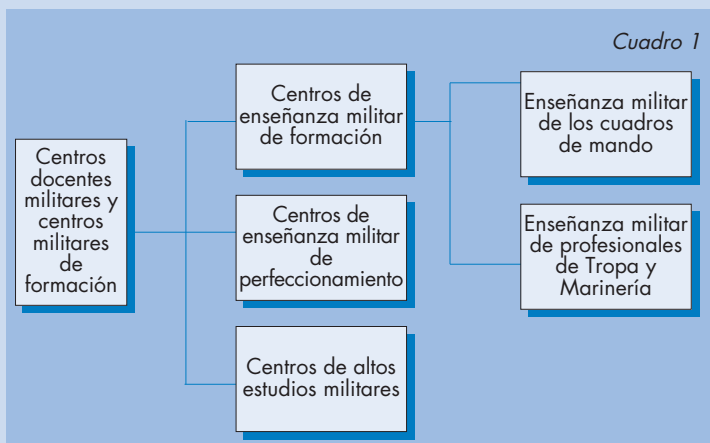 Cuadro 1
Centros
docentes
militares y
centros
militares
de
formación
Centros de
enseñanza militar
de formación
Centros de
enseñanza militar
de
perfeccionamiento
Centros de altos
estudios militares
Enseñanza militar
de los cuadros
de mando
Enseñanza militar
de profesionales
de Tropa y
Marinería